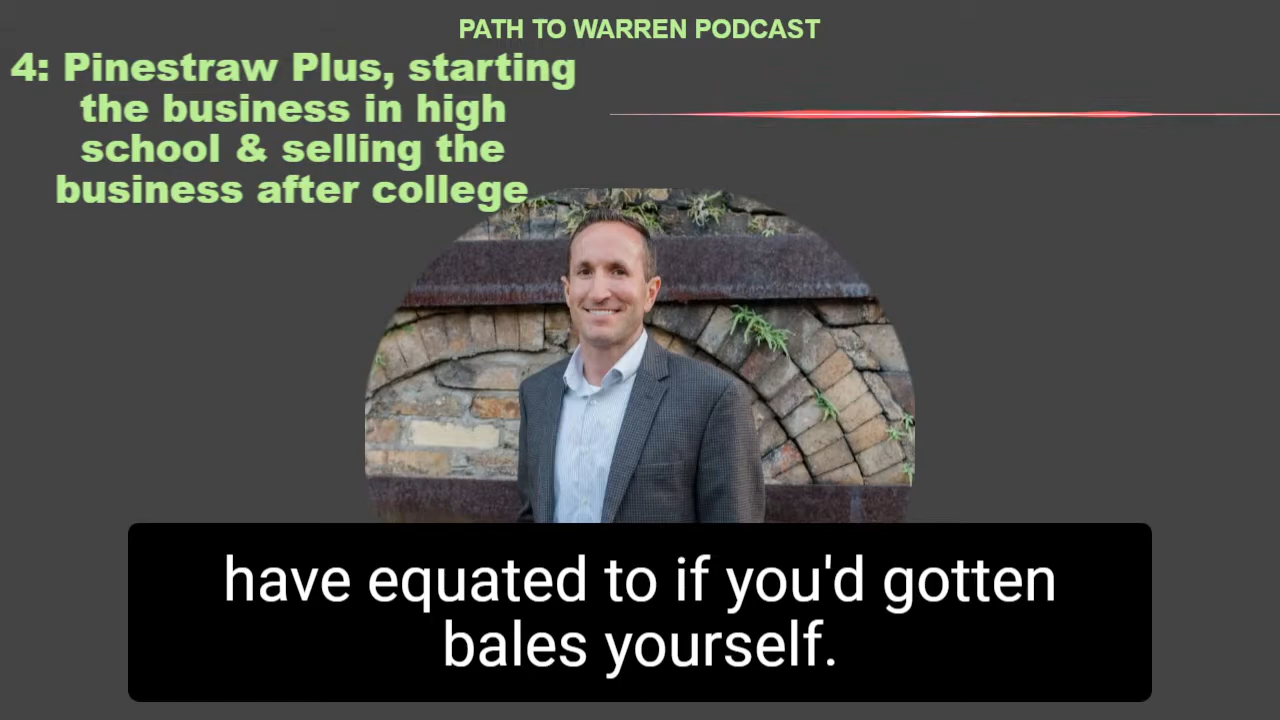 PATH TO WARREN PODCAST
4: Pinestraw Plus, starting
the business in high
school & selling the
business after college
have equated to if you'd gotten
bales yourself.